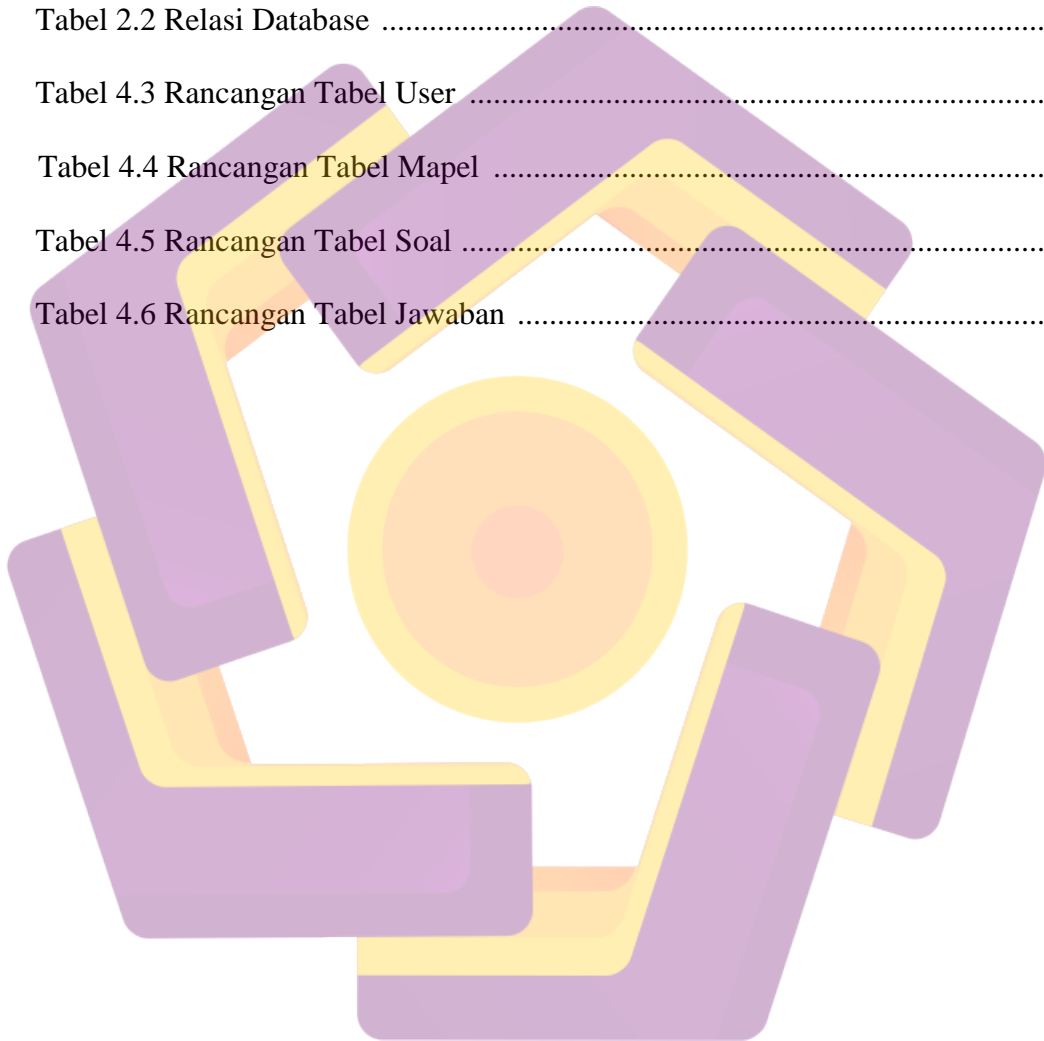 Tabel 2.2 Relasi Database ........................................................................................
Tabel 4.3 Rancangan Tabel User ............................................................................
Tabel 4.4 Rancangan Tabel Mapel .........................................................................
Tabel 4.5 Rancangan Tabel Soal .............................................................................
Tabel 4.6 Rancangan Tabel Jawaban ......................................................................